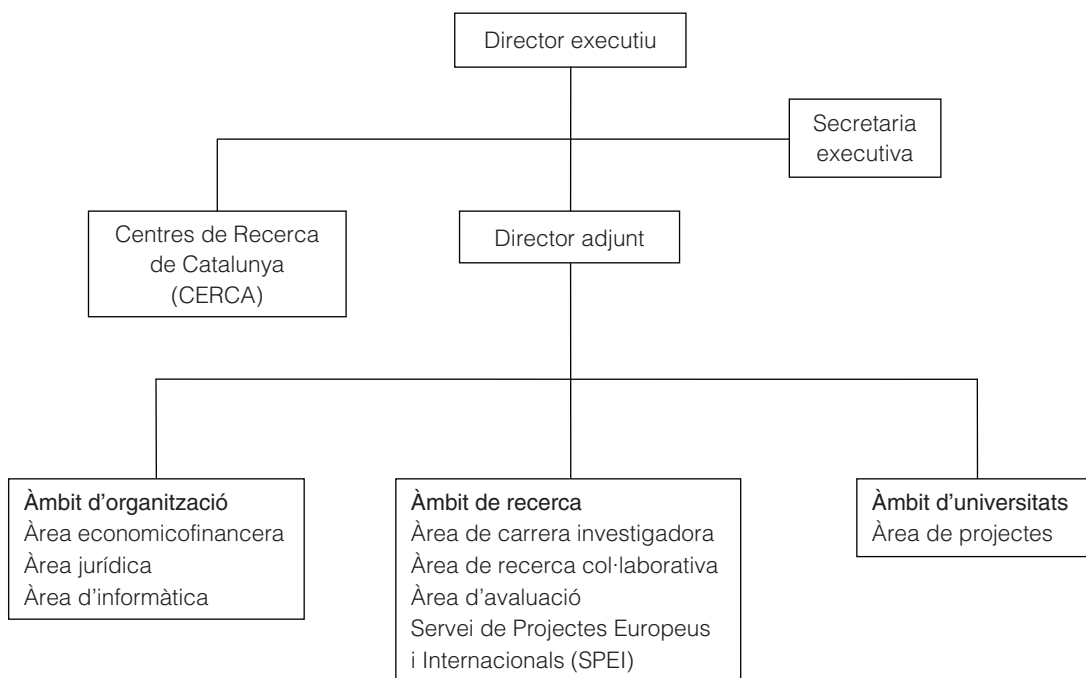 Director executiu
Secretaria
executiva
Centres de Recerca
de Catalunya
(CERCA)
Director adjunt
Àmbit d’organització
Àrea economicofinancera
Àrea jurídica
Àrea d’informàtica
Àmbit de recerca
Àrea de carrera investigadora
Àrea de recerca col·laborativa
Àrea d’avaluació
Servei de Projectes Europeus
i Internacionals (SPEI)
Àmbit d’universitats
Àrea de projectes